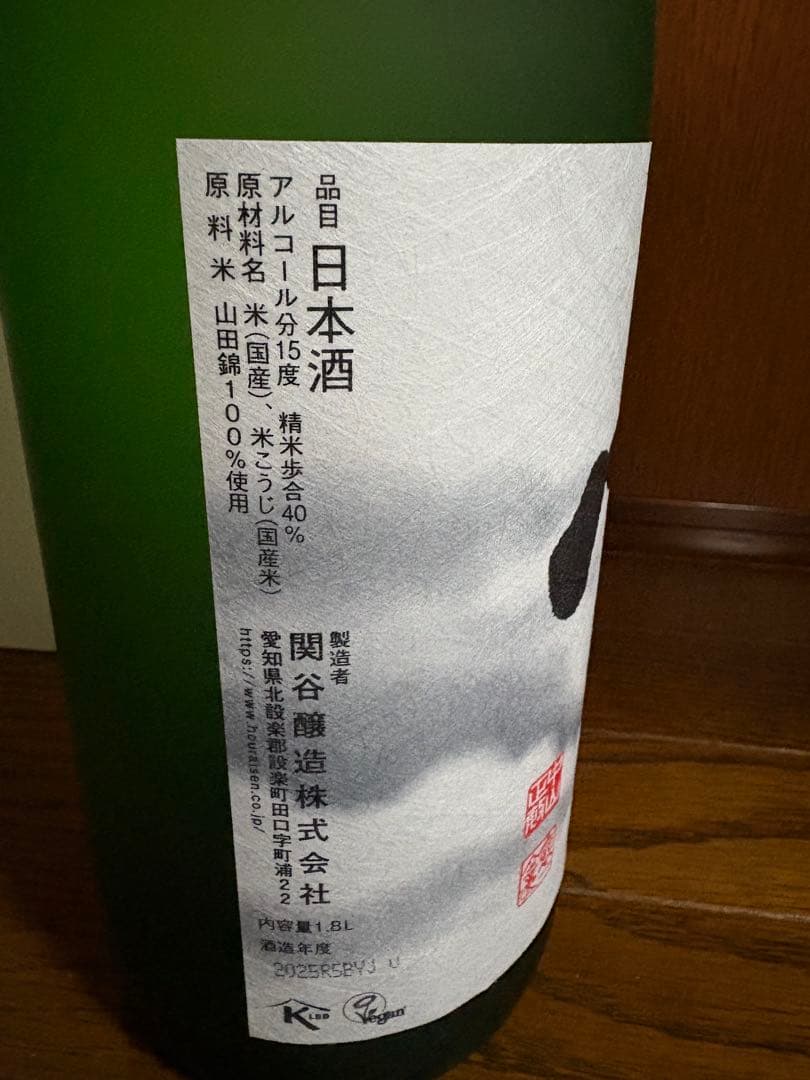 品目 日本酒
アルコール分15度 精米歩合40%
原材料名 米(国産)、米こうじ(国産米)
原料米 山田錦100%使用
製造者
関谷醸造株式会社
愛知県北設楽郡設楽町田口字町浦22
https://www.houraisen.co.jp/
内容量1.8L
酒造年度
K LBD
Vegan